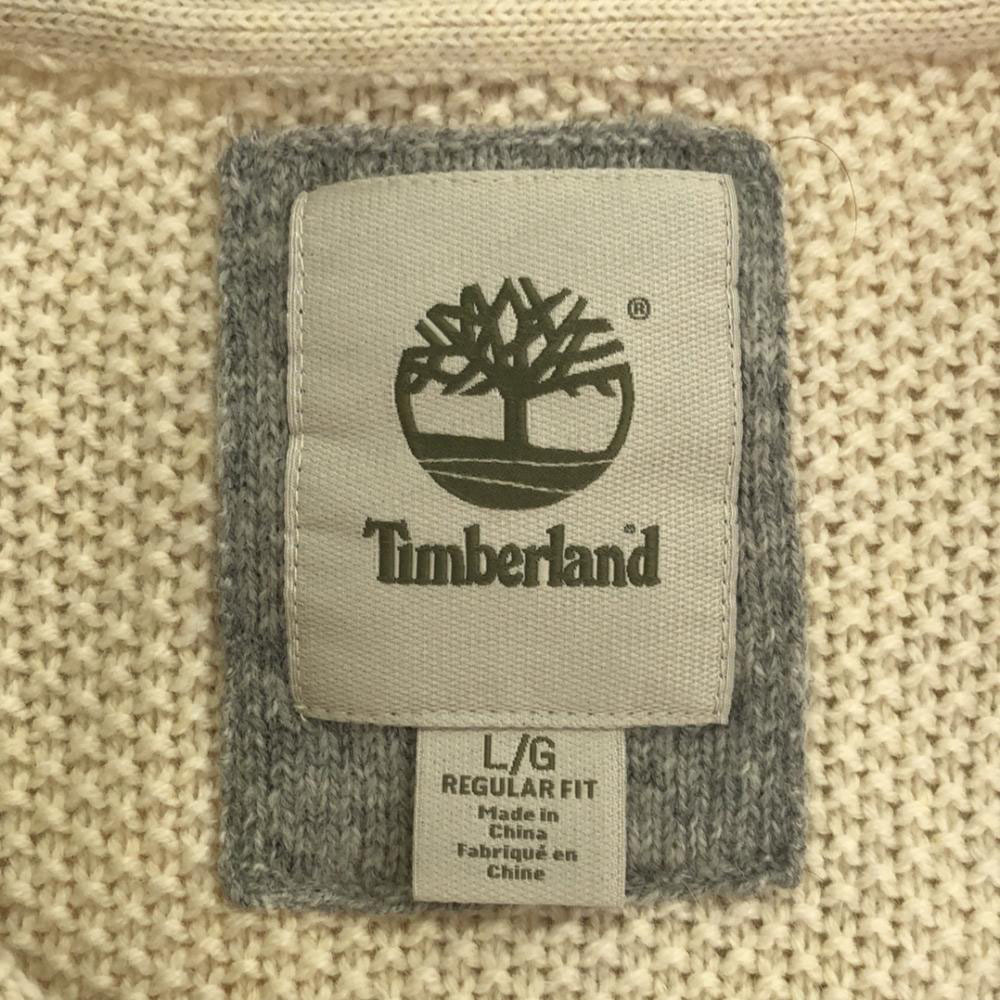 ®
Timberland®
L/G
REGULAR FIT
Made in
China
Fabriqué en
Chine